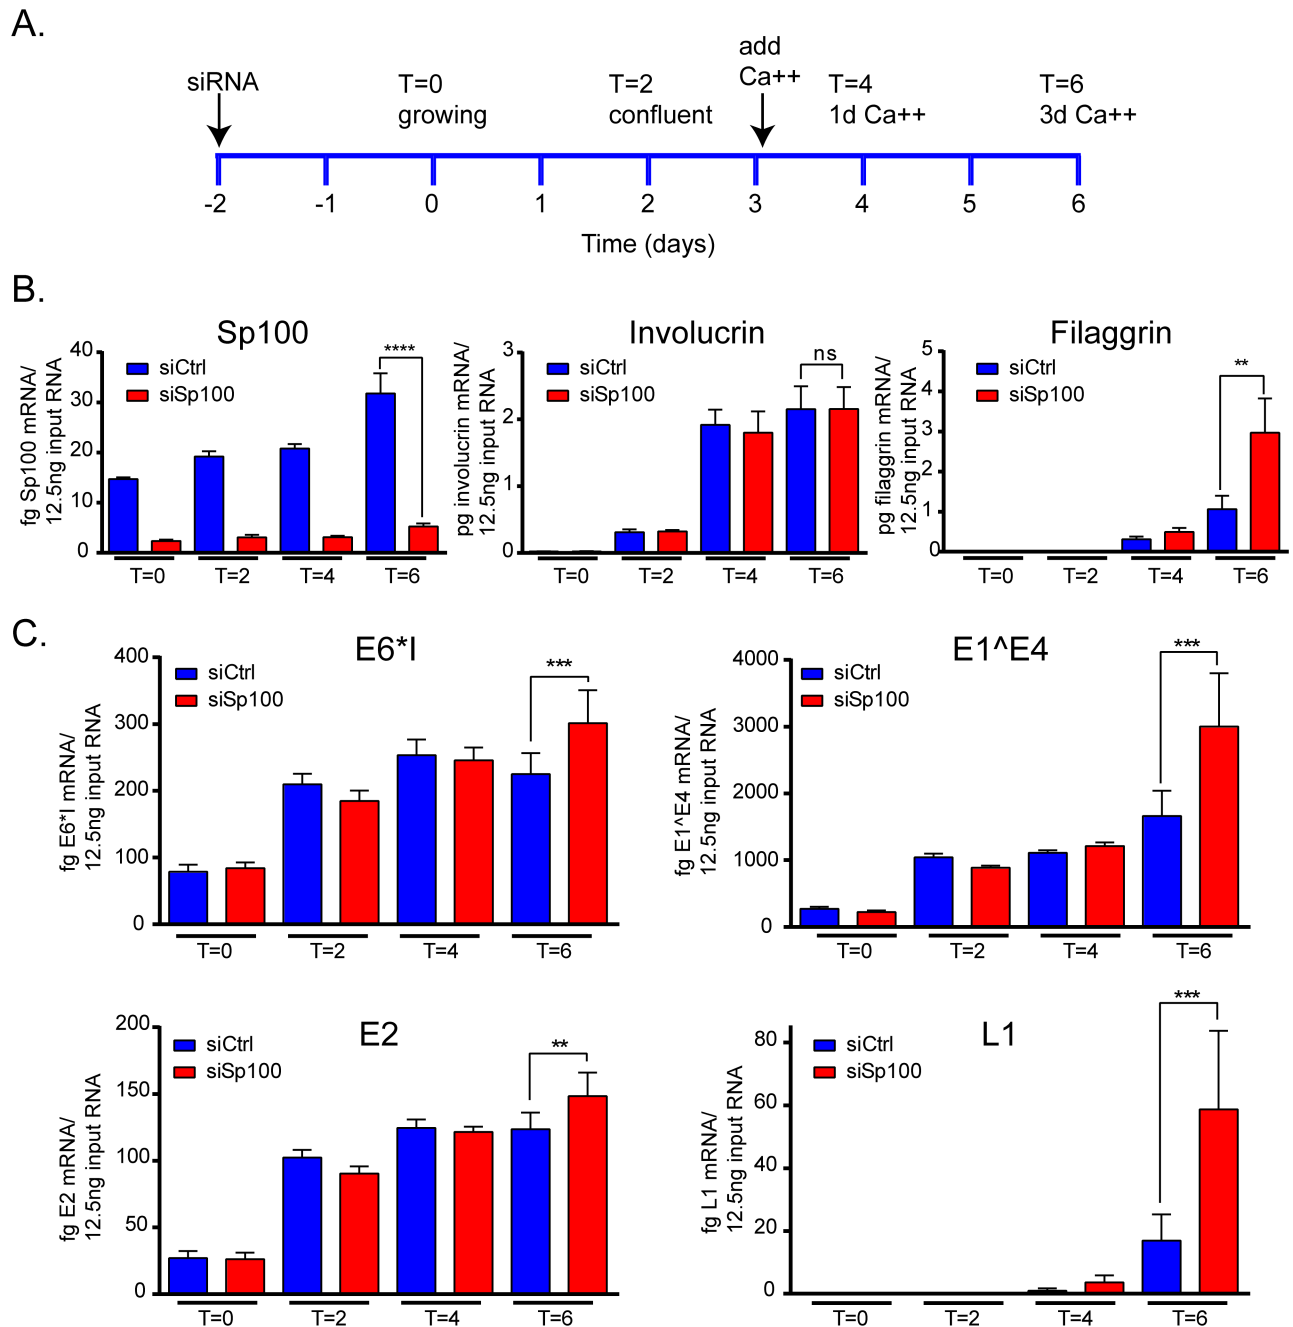 A.
siRNA
T=0
growing
T=2
confluent
add
Ca++
T=4
1d Ca++
T=6
3d Ca++
-2 -1 0 1 2 3 4 5 6
Time (days)
B.
Sp100
fg Sp100 mRNA/
12.5ng input RNA
40
30
20
10
0
siCtrl
siSp100
****
T=0 T=2 T=4 T=6
Involucrin
pg involucrin mRNA/
12.5ng input RNA
3
2
1
0
siCtrl
siSp100
ns
T=0 T=2 T=4 T=6
Filaggrin
pg filaggrin mRNA/
12.5ng input RNA
5
4
3
2
1
0
siCtrl
siSp100
**
T=0 T=2 T=4 T=6
C.
E6*I
fg E6*I mRNA/
12.5ng input RNA
400
300
200
100
0
siCtrl
siSp100
***
T=0 T=2 T=4 T=6
E1^E4
fg E1^E4 mRNA/
12.5ng input RNA
4000
3000
2000
1000
0
siCtrl
siSp100
***
T=0 T=2 T=4 T=6
E2
fg E2 mRNA/
12.5ng input RNA
200
150
100
50
0
siCtrl
siSp100
**
T=0 T=2 T=4 T=6
L1
fg L1 mRNA/
12.5ng input RNA
80
60
40
20
0
siCtrl
siSp100
***
T=0 T=2 T=4 T=6